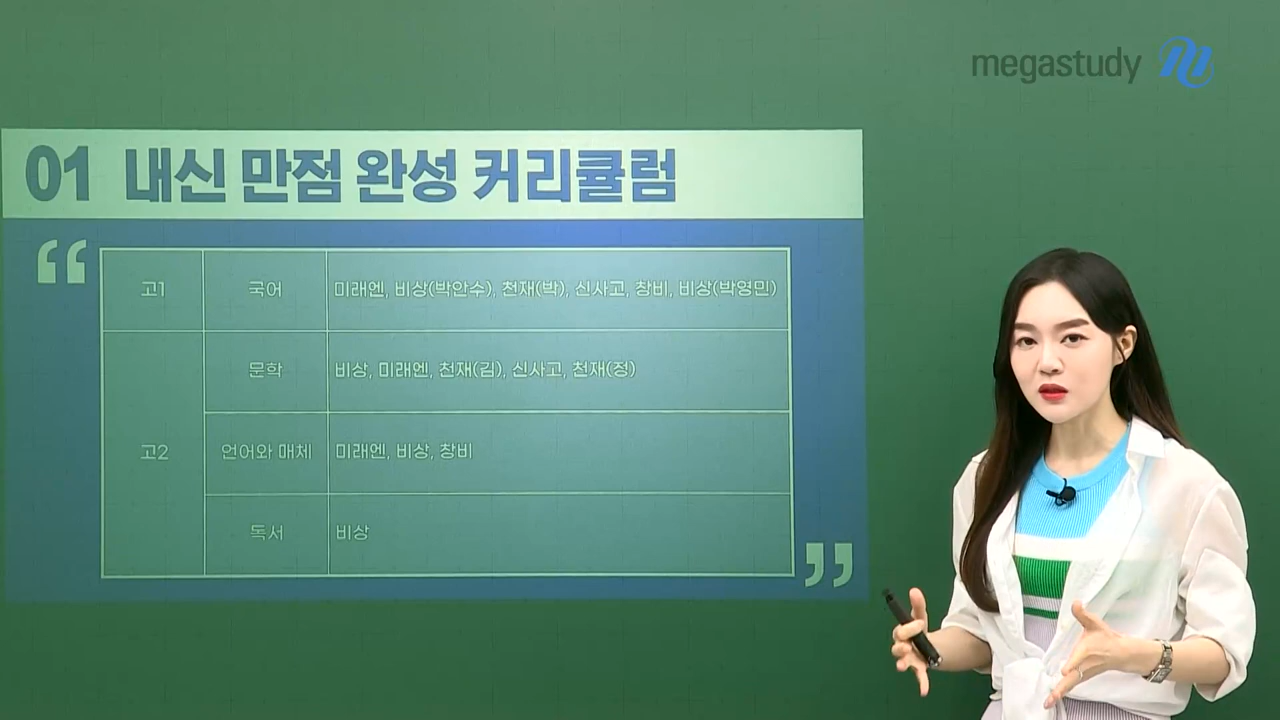 megastudy
01 내신 만점 완성 커리큘럼
고1 국어 미래엔, 비상(박안수), 천재(박), 신사고, 창비, 비상(박영민)
고2 문학 비상, 미래엔, 천재(김), 신사고, 천재(정)
언어와 매체 미래엔, 비상, 창비
독서 비상